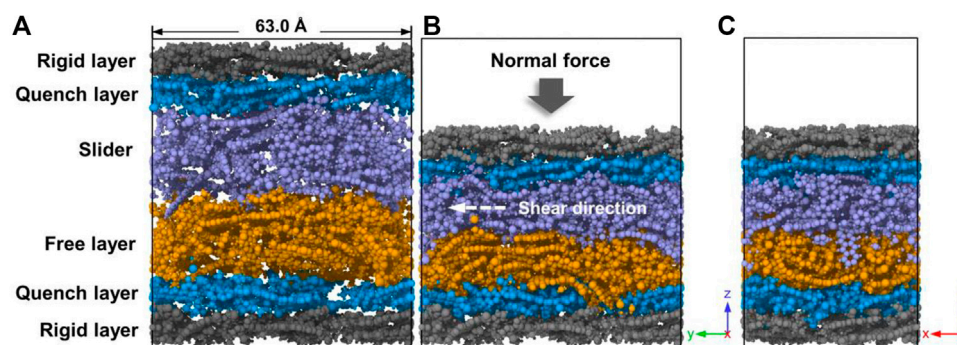 A
63.0 Å
B
C
Rigid layer
Quench layer
Slider
Free layer
Quench layer
Rigid layer
Normal force
Shear direction
z
y
x
x